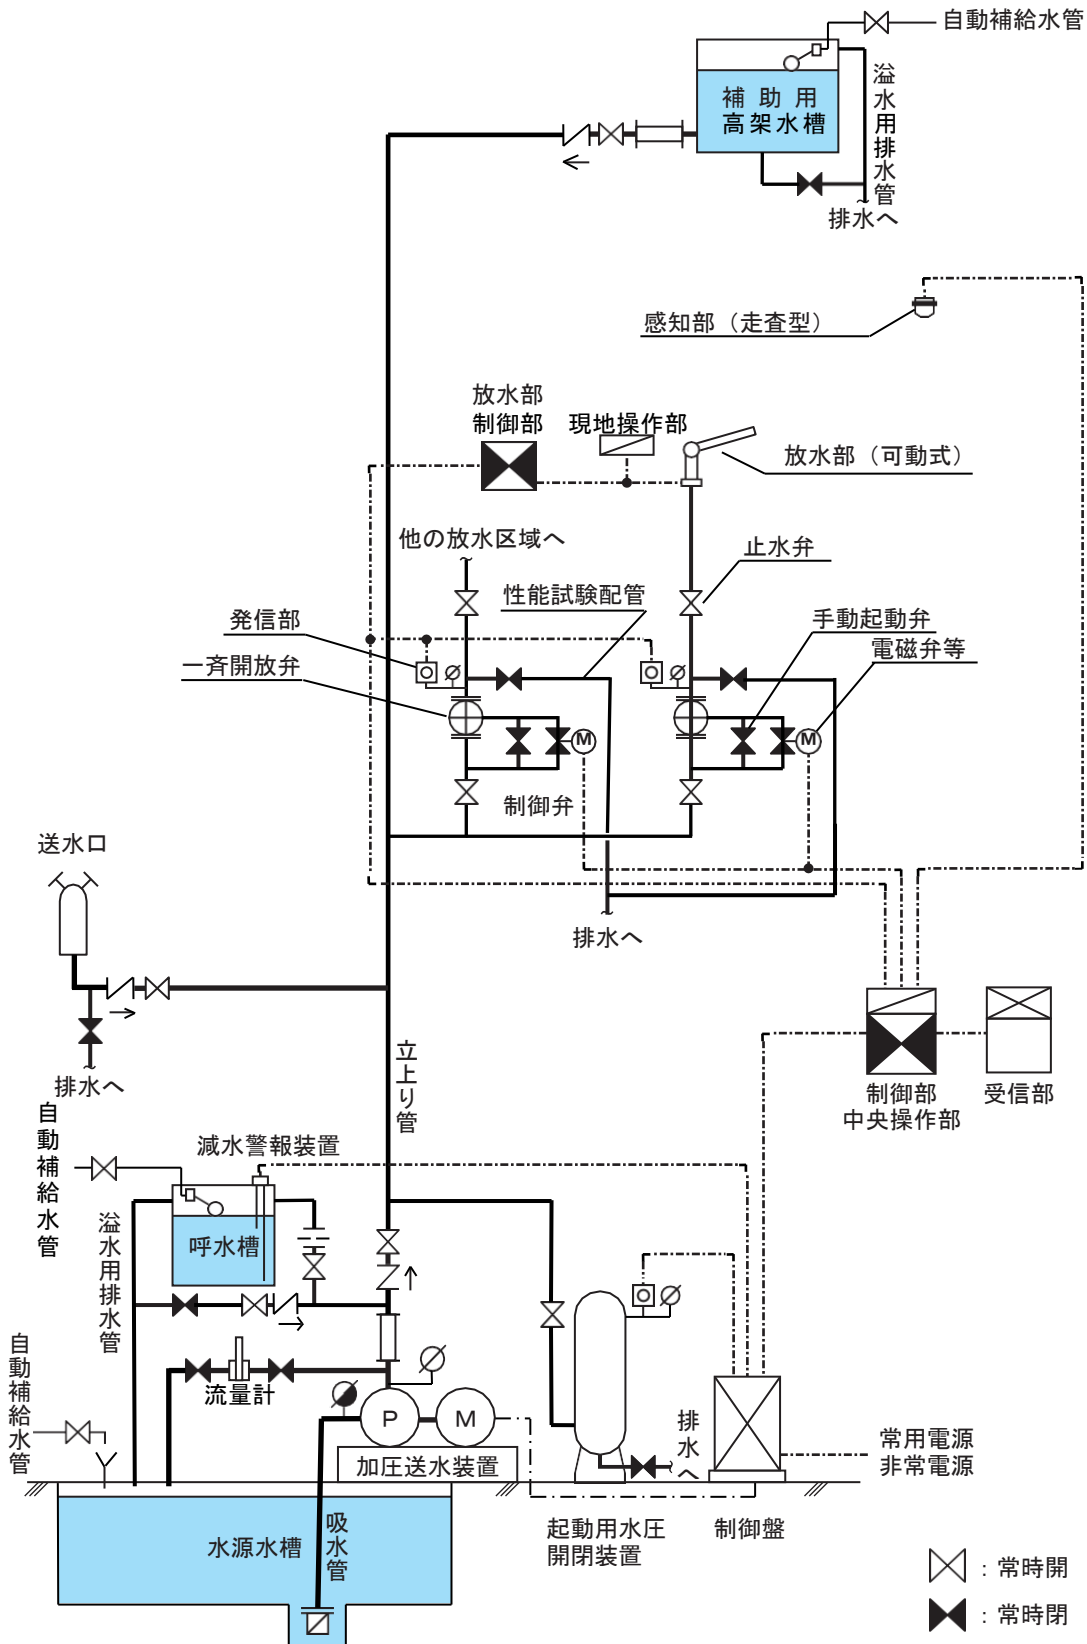 自動補給水管
補助用
高架水槽
溢水用排水管
排水へ
感知部（走査型）
放水部
制御部
現地操作部
放水部（可動式）
他の放水区域へ
止水弁
性能試験配管
発信部
手動起動弁
一斉開放弁
電磁弁等
M
M
制御弁
送水口
排水へ
排水へ
立上り管
制御部
中央操作部
受信部
自動補給水管
減水警報装置
呼水槽
溢水用排水管
自動補給水管
流量計
P
M
加圧送水装置
排水へ
常用電源
非常電源
水源水槽
吸水管
起動用水圧
開閉装置
制御盤
：常時開
：常時閉